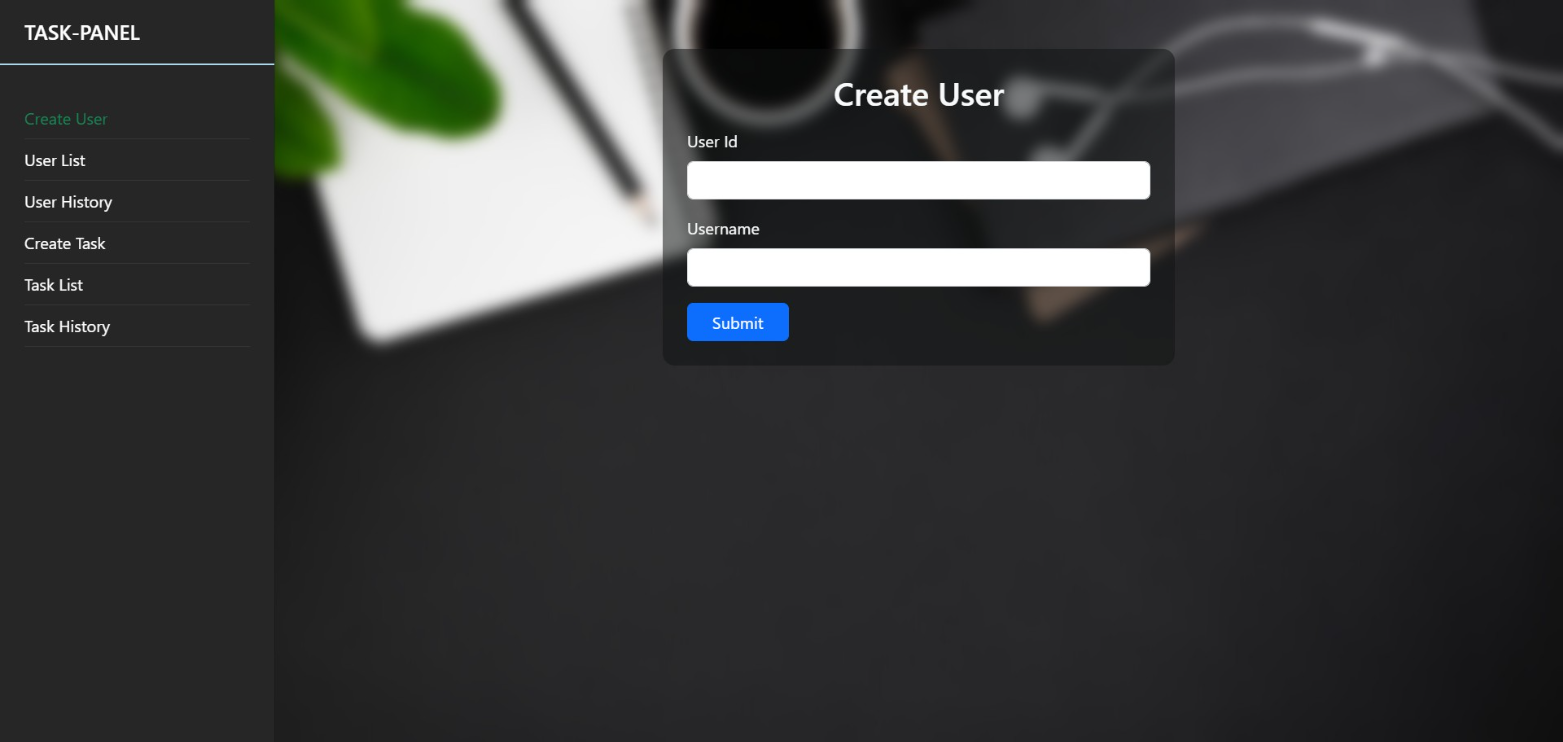 TASK-PANEL
Create User
User List
User History
Create Task
Task List
Task History
Create User
User Id
Username
Submit